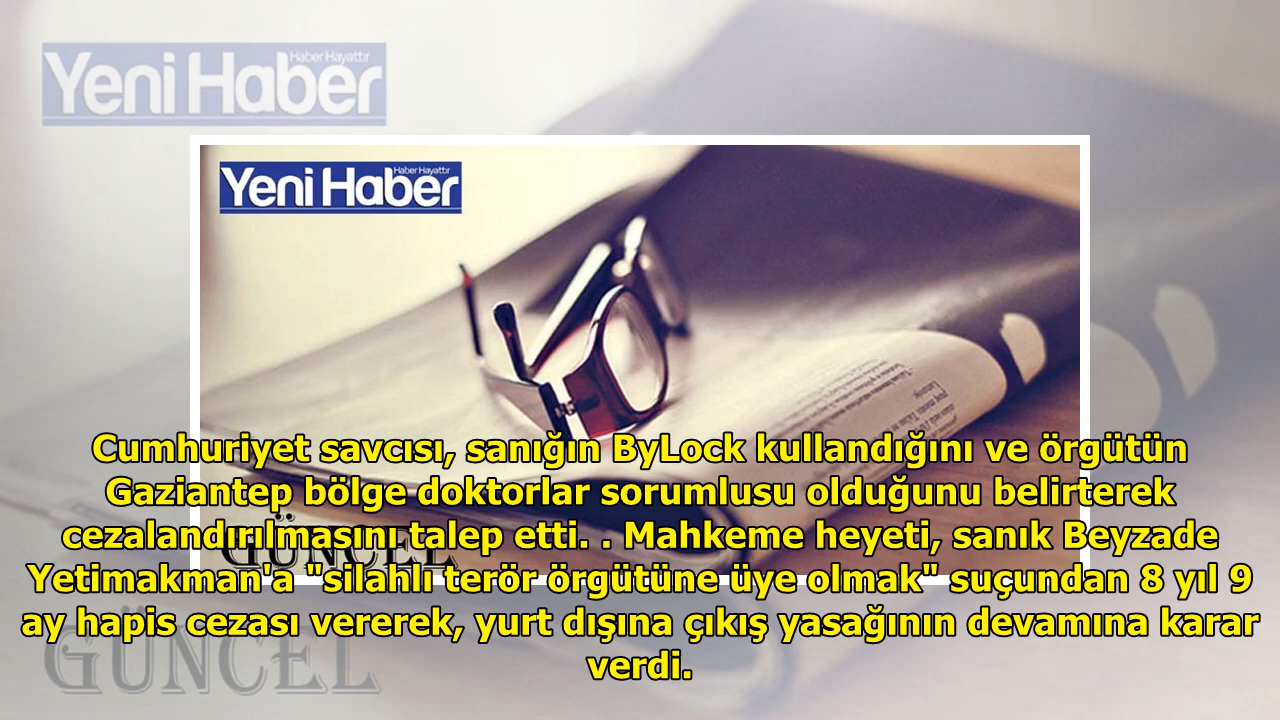 Haber Hayattır
Yeni Haber
Haber Hayattır
Yeni Haber
Cumhuriyet savcısı, sanığın ByLock kullandığını ve örgütün
Gaziantep bölge doktorlar sorumlusu olduğunu belirterek
cezalandırılmasını talep etti. . Mahkeme heyeti, sanık Beyzade
Yetimakman'a "silahlı terör örgütüne üye olmak" suçundan 8 yıl 9
ay hapis cezası vererek, yurt dışına çıkış yasağının devamına karar
verdi.
GÜNCEL
GÜNCEL